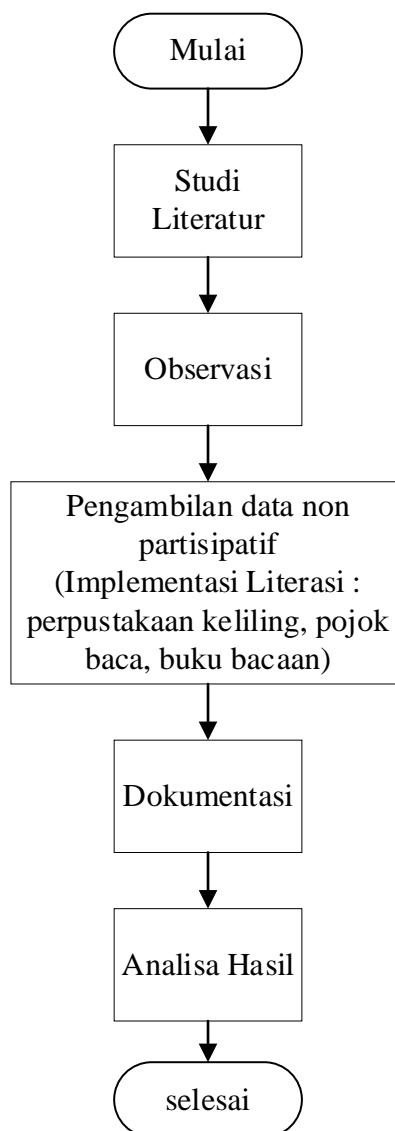 Mulai
Studi
Literatur
Observasi
Pengambilan data non
partisipatif
(Implementasi Literasi :
perpustakaan keliling, pojok
baca, buku bacaan)
Dokumentasi
Analisa Hasil
selesai